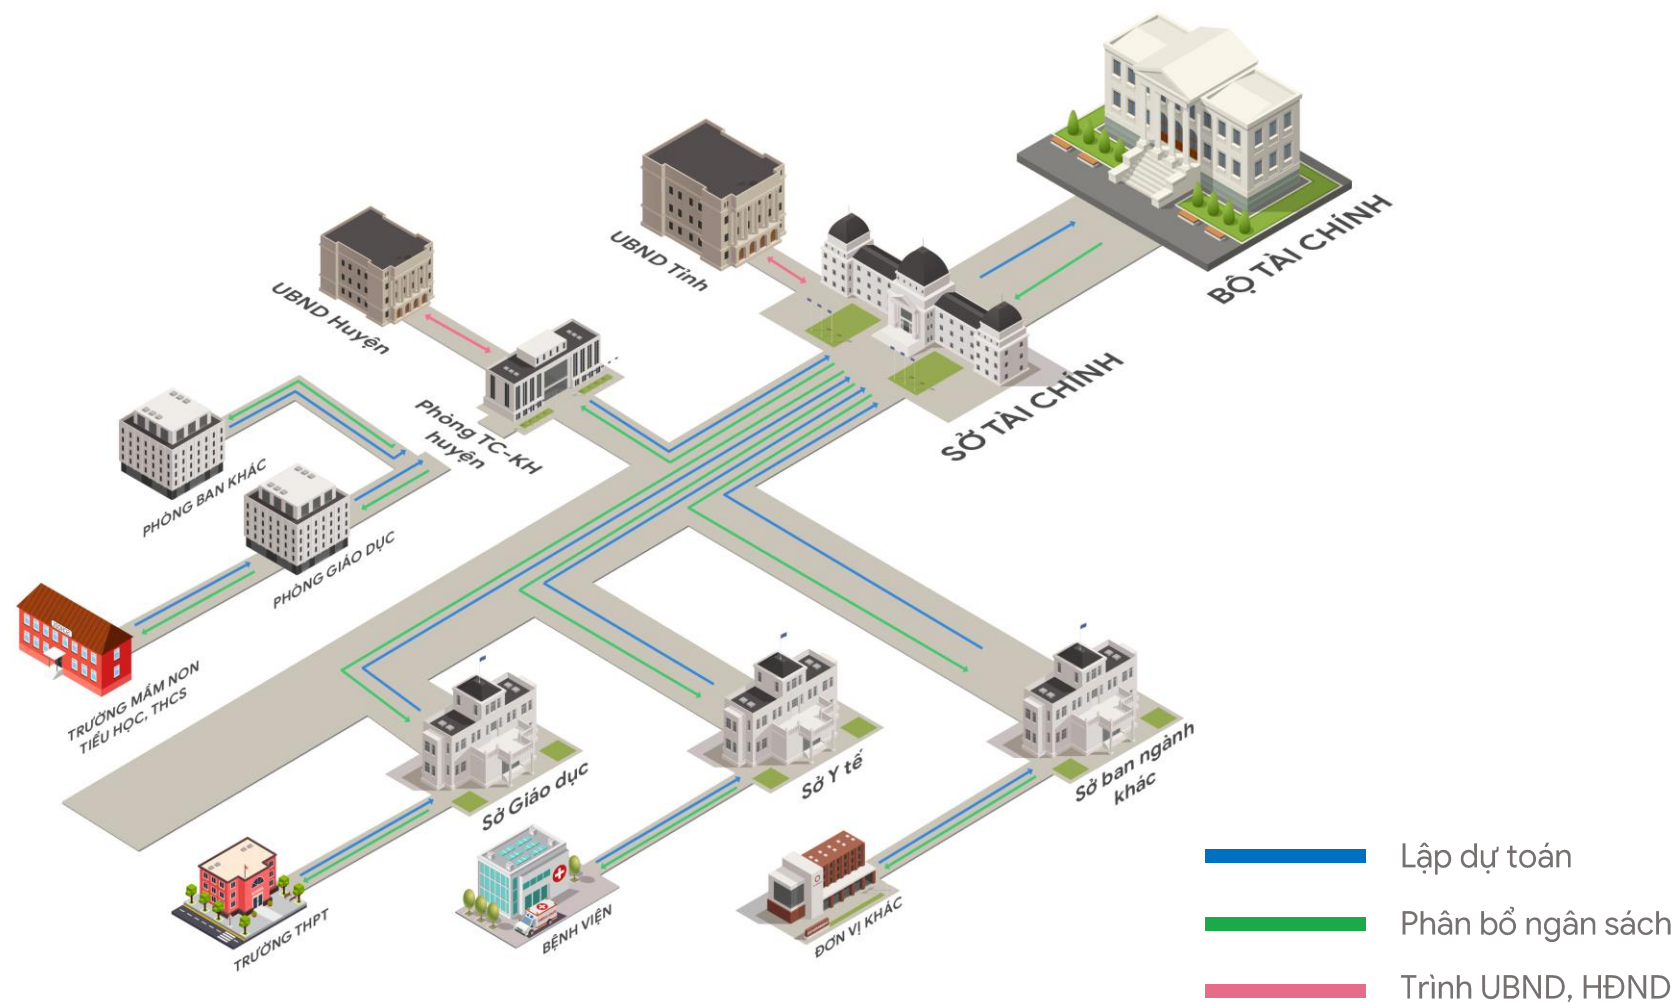 BỘ TÀI CHÍNH
UBND Tỉnh
SỞ TÀI CHÍNH
UBND Huyện
Phòng TC-KH
huyện
PHÒNG BAN KHÁC
PHÒNG GIÁO DỤC
TRƯỜNG MẦM NON
TIỂU HỌC, THCS
Sở Giáo dục
Sở Y tế
Sở ban ngành
khác
TRƯỜNG THPT
BỆNH VIỆN
ĐƠN VỊ KHÁC
Lập dự toán
Phân bổ ngân sách
Trình UBND, HĐND